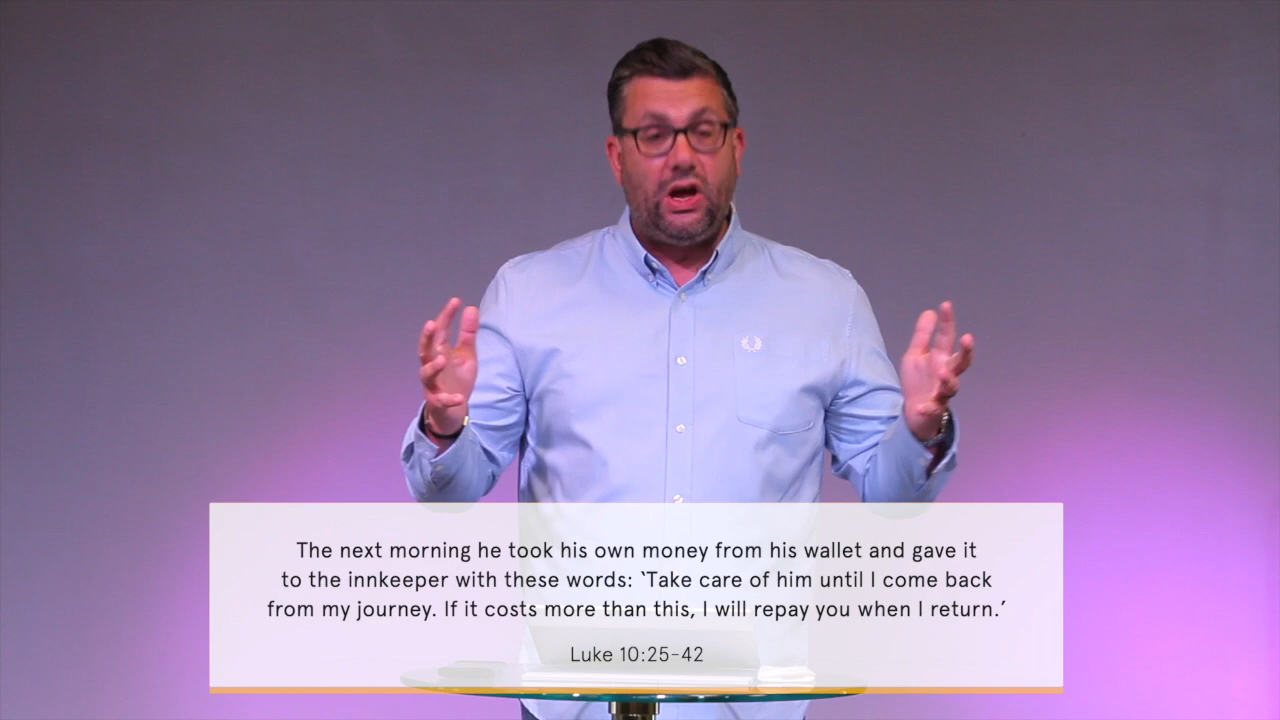 The next morning he took his own money from his wallet and gave it
to the innkeeper with these words: ‘Take care of him until I come back
from my journey. If it costs more than this, I will repay you when I return.’
Luke 10:25-42